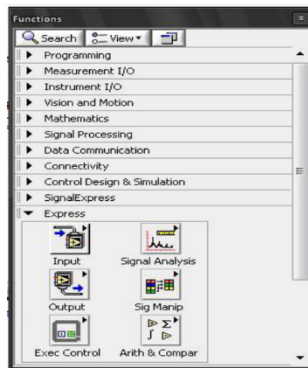 Functions
Search View
Programming
Measurement I/O
Instrument I/O
Vision and Motion
Mathematics
Signal Processing
Data Communication
Connectivity
Control Design & Simulation
SignalExpress
Express
Input Signal Analysis
Output Sig Manip
Exec Control Arith & Compar